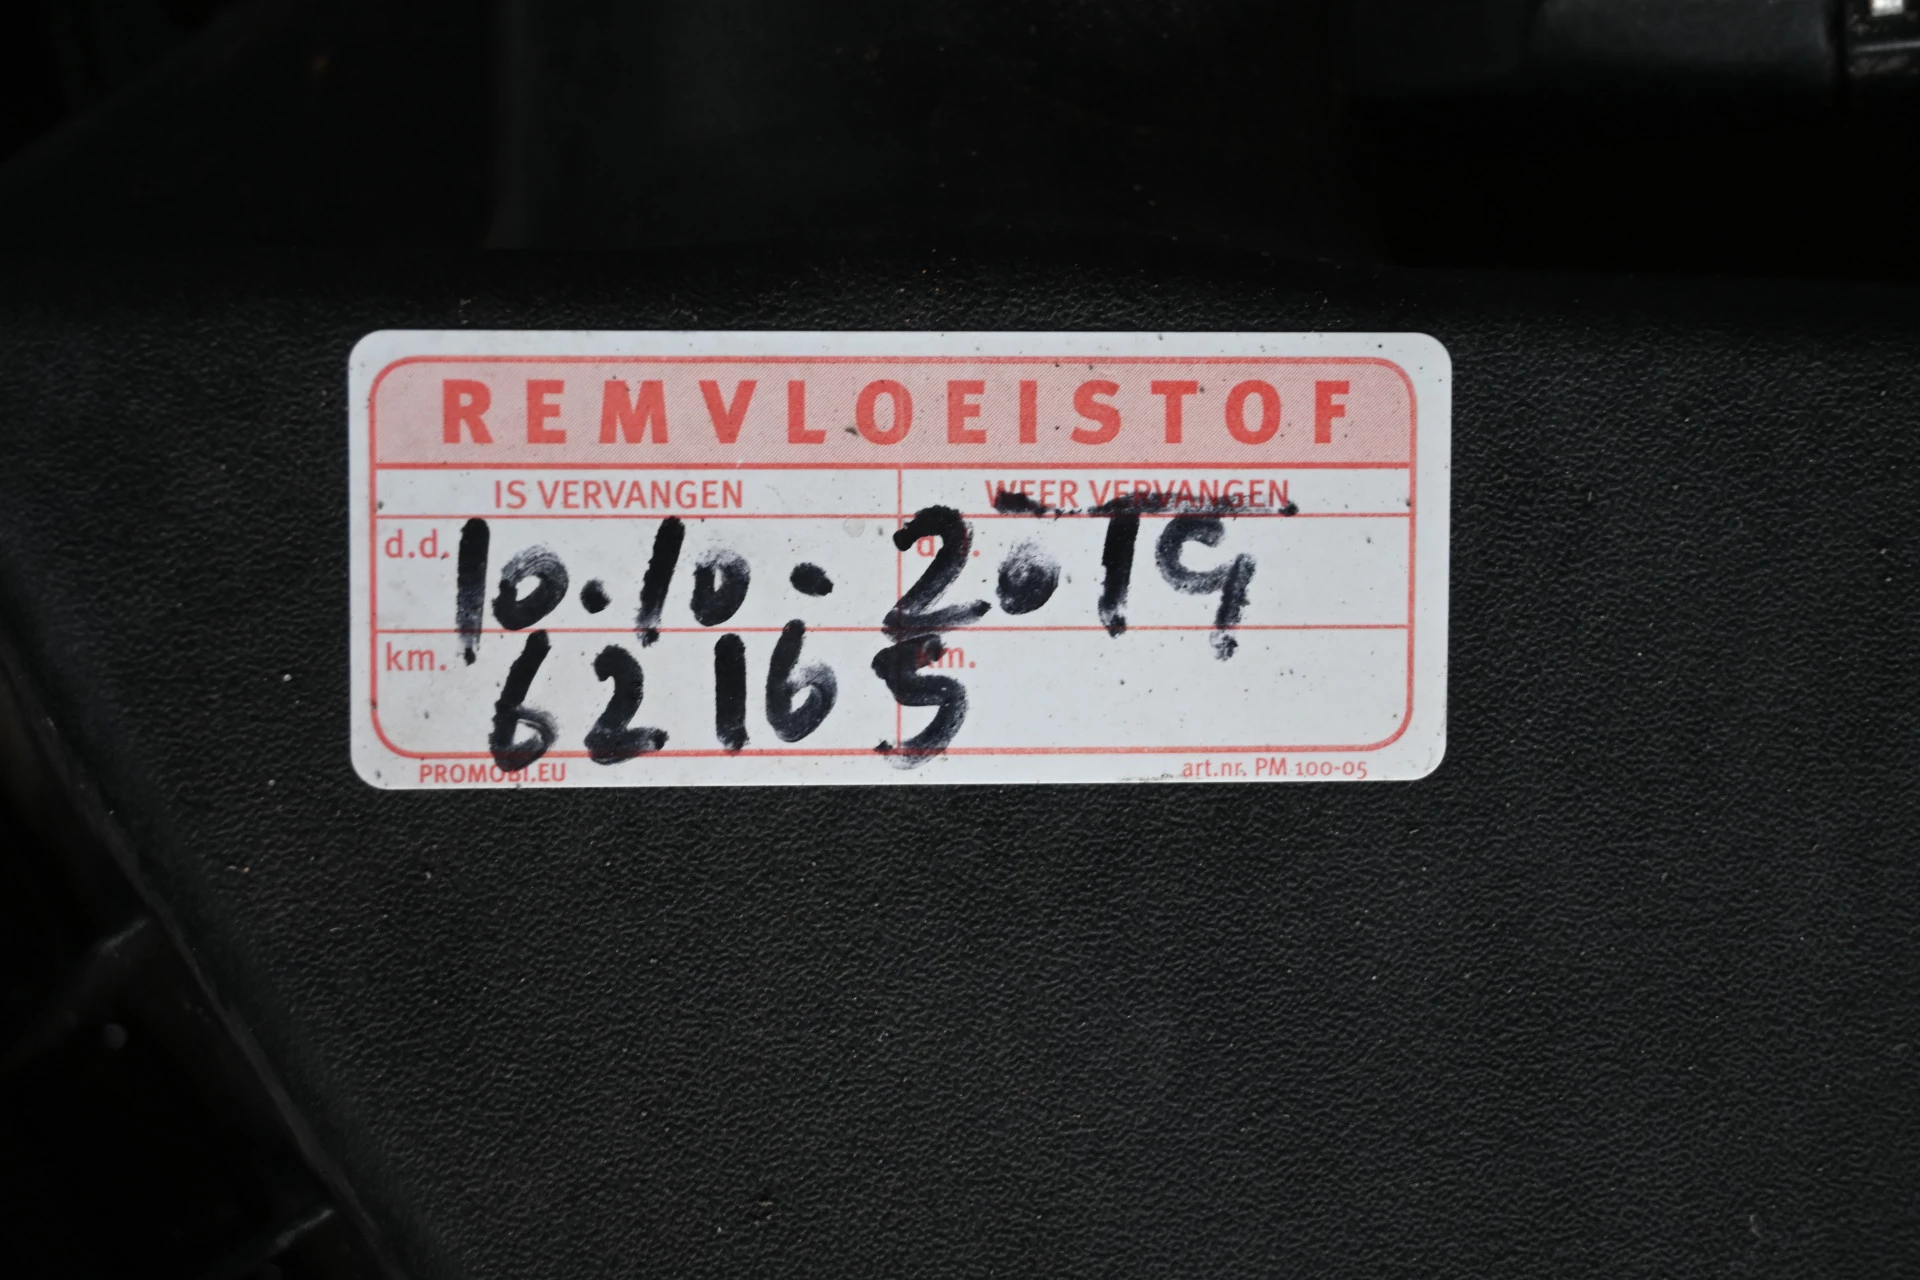 REMVLOEISTOF
IS VERVANGEN WEER VERVANGEN
d.d. 10.10.2019 d.d.
km. 62165 km.
PROMOBI.EU art.nr. PM 100-05